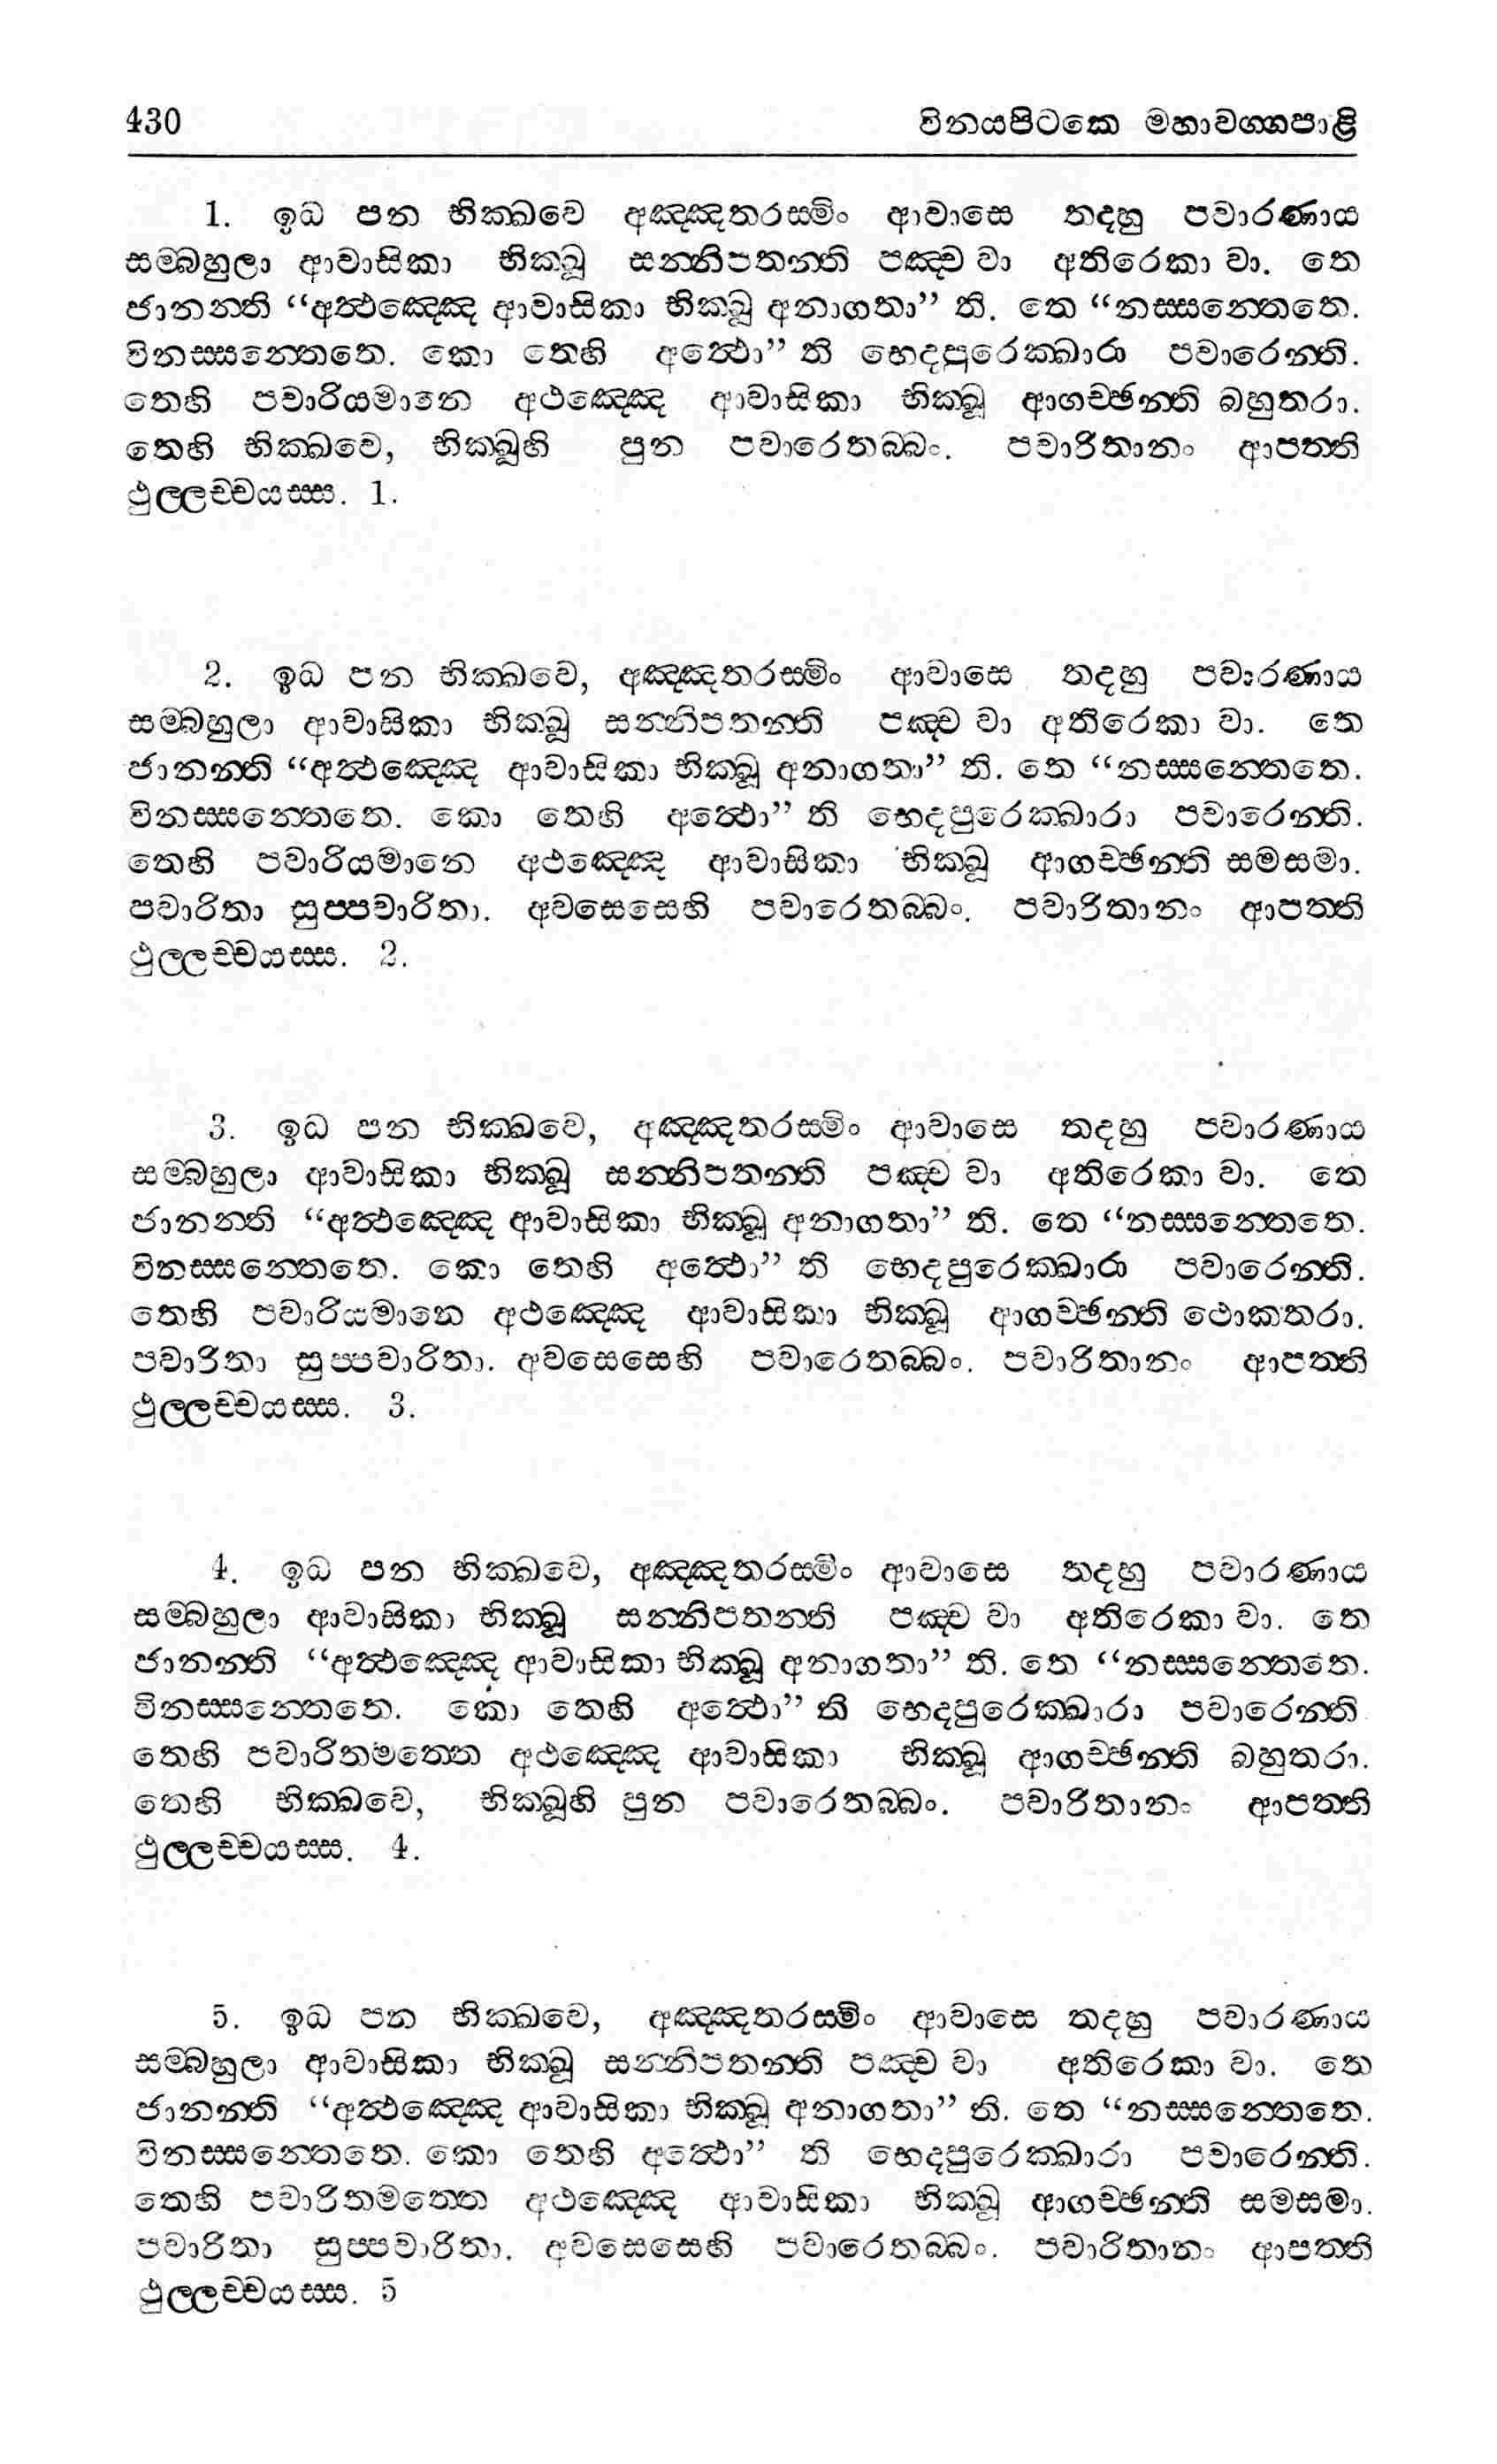 430 විනයපිටකෙ මහාවග්ගපාළි
1. ඉධ පන භික්ඛවෙ අඤ්ඤතරස්මිං ආවාසෙ තදහු පවාරණාය
සම්බහුලා ආවාසිකා භික්ඛූ සන්නිපතන්ති පඤ්ච වා අතිරෙකා වා. තෙ
ජානන්ති “අත්ථඤ්ඤෙ ආවාසිකා භික්ඛූ අනාගතා” ති. තෙ “නස්සන්තෙතෙ.
විනස්සන්තෙතෙ. කො තෙහි අත්ථො” ති භෙදපුරෙක්ඛාරා පවාරෙන්ති.
තෙහි පවාරියමානෙ අථඤ්ඤෙ ආවාසිකා භික්ඛූ ආගච්ඡන්ති බහුතරා.
තෙහි භික්ඛවෙ, භික්ඛූහි පුන පවාරෙතබ්බං. පවාරිතානං ආපත්ති
ථුල්ලච්චයස්ස. 1.
2. ඉධ පන භික්ඛවෙ, අඤ්ඤතරස්මිං ආවාසෙ තදහු පවාරණාය
සම්බහුලා ආවාසිකා භික්ඛූ සන්නිපතන්ති පඤ්ච වා අතිරෙකා වා. තෙ
ජානන්ති “අත්ථඤ්ඤෙ ආවාසිකා භික්ඛූ අනාගතා” ති. තෙ “නස්සන්තෙතෙ.
විනස්සන්තෙතෙ. කො තෙහි අත්ථො” ති භෙදපුරෙක්ඛාරා පවාරෙන්ති.
තෙහි පවාරියමානෙ අථඤ්ඤෙ ආවාසිකා භික්ඛූ ආගච්ඡන්ති සමසමා.
පවාරිතා සුප්පවාරිතා. අවසෙසෙහි පවාරෙතබ්බං. පවාරිතානං ආපත්ති
ථුල්ලච්චයස්ස. 2.
3. ඉධ පන භික්ඛවෙ, අඤ්ඤතරස්මිං ආවාසෙ තදහු පවාරණාය
සම්බහුලා ආවාසිකා භික්ඛූ සන්නිපතන්ති පඤ්ච වා අතිරෙකා වා. තෙ
ජානන්ති “අත්ථඤ්ඤෙ ආවාසිකා භික්ඛූ අනාගතා” ති. තෙ “නස්සන්තෙතෙ.
විනස්සන්තෙතෙ. කො තෙහි අත්ථො” ති භෙදපුරෙක්ඛාරා පවාරෙන්ති.
තෙහි පවාරියමානෙ අථඤ්ඤෙ ආවාසිකා භික්ඛූ ආගච්ඡන්ති ථොකතරා.
පවාරිතා සුප්පවාරිතා. අවසෙසෙහි පවාරෙතබ්බං. පවාරිතානං ආපත්ති
ථුල්ලච්චයස්ස. 3.
4. ඉධ පන භික්ඛවෙ, අඤ්ඤතරස්මිං ආවාසෙ තදහු පවාරණාය
සම්බහුලා ආවාසිකා භික්ඛූ සන්නිපතන්ති පඤ්ච වා අතිරෙකා වා. තෙ
ජානන්ති “අත්ථඤ්ඤෙ ආවාසිකා භික්ඛූ අනාගතා” ති. තෙ “නස්සන්තෙතෙ.
විනස්සන්තෙතෙ. කො තෙහි අත්ථො” ති භෙදපුරෙක්ඛාරා පවාරෙන්ති
තෙහි පවාරිතමත්තෙ අථඤ්ඤෙ ආවාසිකා භික්ඛූ ආගච්ඡන්ති බහුතරා.
තෙහි භික්ඛවෙ, භික්ඛූහි පුන පවාරෙතබ්බං. පවාරිතානං ආපත්ති
ථුල්ලච්චයස්ස. 4.
5. ඉධ පන භික්ඛවෙ, අඤ්ඤතරස්මිං ආවාසෙ තදහු පවාරණාය
සම්බහුලා ආවාසිකා භික්ඛූ සන්නිපතන්ති පඤ්ච වා අතිරෙකා වා. තෙ
ජානන්ති “අත්ථඤ්ඤෙ ආවාසිකා භික්ඛූ අනාගතා” ති. තෙ “නස්සන්තෙතෙ.
විනස්සන්තෙතෙ. කො තෙහි අත්ථො” ති භෙදපුරෙක්ඛාරා පවාරෙන්ති.
තෙහි පවාරිතමත්තෙ අථඤ්ඤෙ ආවාසිකා භික්ඛූ ආගච්ඡන්ති සමසමා.
පවාරිතා සුප්පවාරිතා. අවසෙසෙහි පවාරෙතබ්බං. පවාරිතානං ආපත්ති
ථුල්ලච්චයස්ස. 5